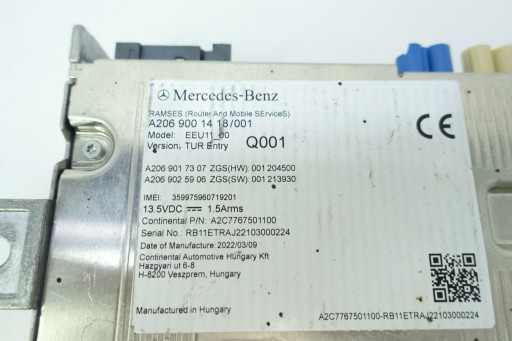 Mercedes-Benz
RAMSES (Router And Mobile SErviceS)
A206 900 14 18/001
Model: EEU11_00
Version: TUR Entry Q001
A206 901 73 07 ZGS(HW): 001 204500
A206 902 59 06 ZGS(SW): 001 213930
IMEI: 359975960719201
13.5VDC ⎓ 1.5Arms
Continental P/N: A2C7767501100
Serial No.: RB11ETRAJ22103000224
Date of Manufacture: 2022/03/09
Continental Automotive Hungary Kft
Hazgyari ut 6-8
H-8200 Veszprem, Hungary
Manufactured in Hungary
CE
A2C7767501100-RB11ETRAJ22103000224